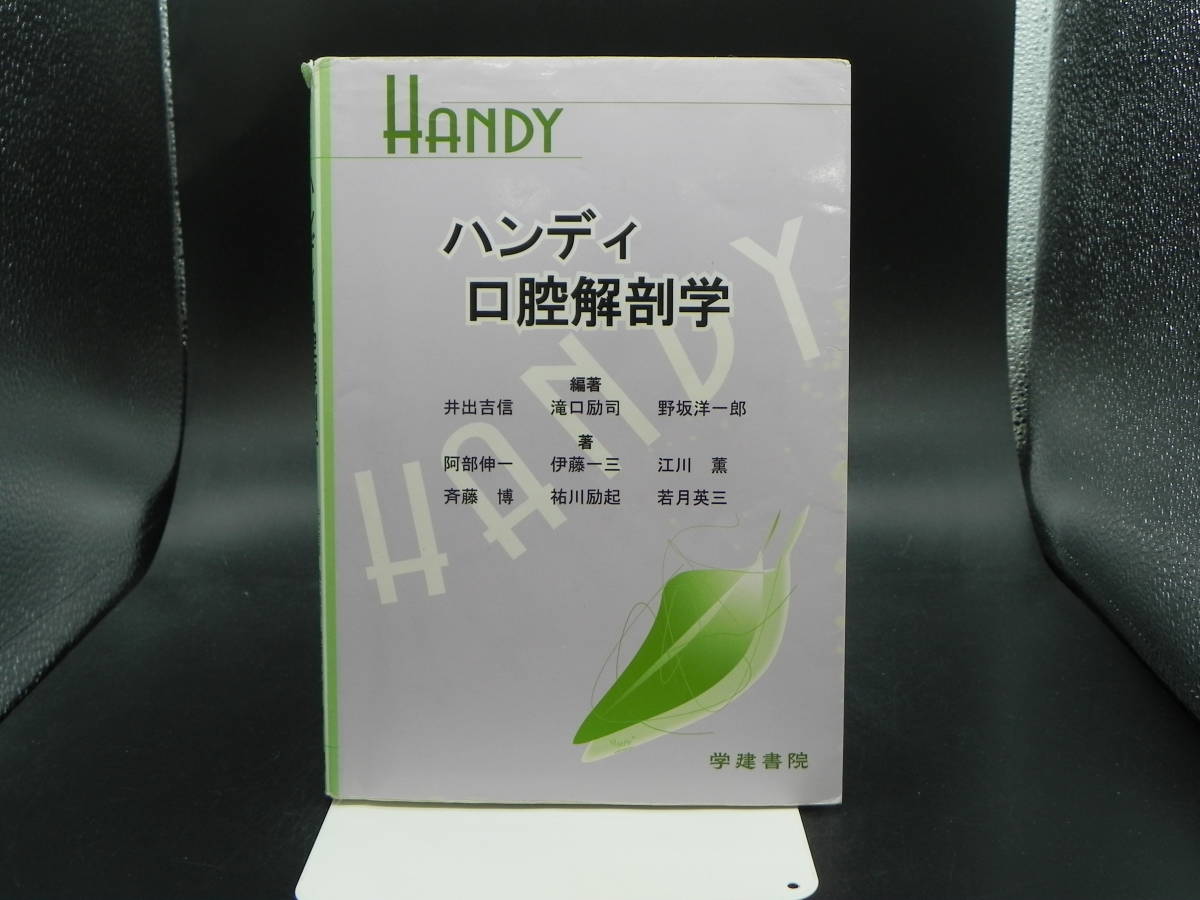 HANDY
ハンディ
口腔解剖学
HANDY
編著
井出吉信 滝口励司 野坂洋一郎
著
阿部伸一 伊藤一三 江川 薫
斉藤 博 祐川励起 若月英三
学建書院